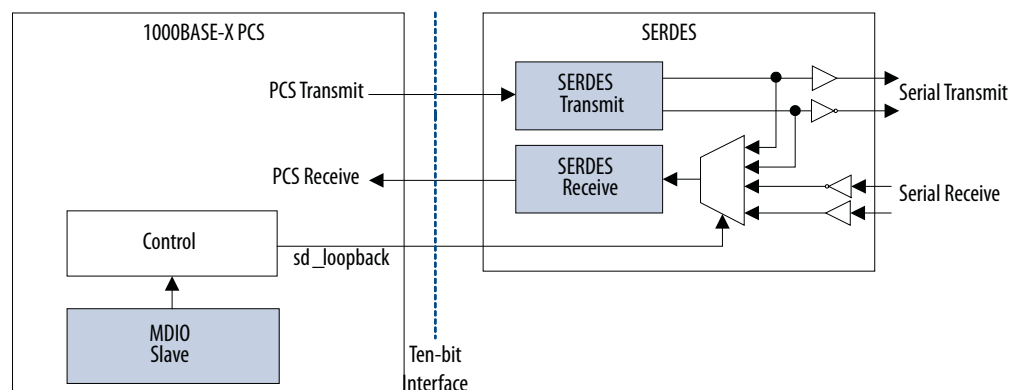 1000BASE-X PCS
SERDES
PCS Transmit
SERDES
Transmit
Serial Transmit
PCS Receive
SERDES
Receive
Serial Receive
Control
sd_loopback
MDIO
Slave
Ten-bit
Interface